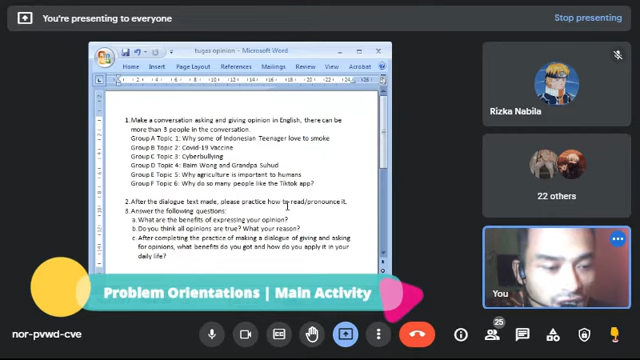 You're presenting to everyone
Stop presenting
tugas opinion - Microsoft Word
Home Insert Page Layout References Mailings Review View Acrobat
1.Make a conversation asking and giving opinion in English, there can be
more than 3 people in the conversation.
Group A Topic 1: Why some of Indonesian Teenager love to smoke
Group B Topic 2: Covid-19 Vaccine
Group C Topic 3: Cyberbullying
Group D Topic 4: Baim Wong and Grandpa Suhud
Group E Topic 5: Why agriculture is important to humans
Group F Topic 6: Why do so many people like the Tiktok app?
2. After the dialogue text made, please practice how to read/pronounce it.
3. Answer the following questions:
a. What are the benefits of expressing your opinion?
b. Do you think all opinions are true? What your reason?
c. After completing the practice of making a dialogue of giving and asking
for opinions, what benefits do you got and how do you apply it in your
daily life?
Rizka Nabila
22 others
You
Problem Orientations | Main Activity
nor-pvwd-cve
25